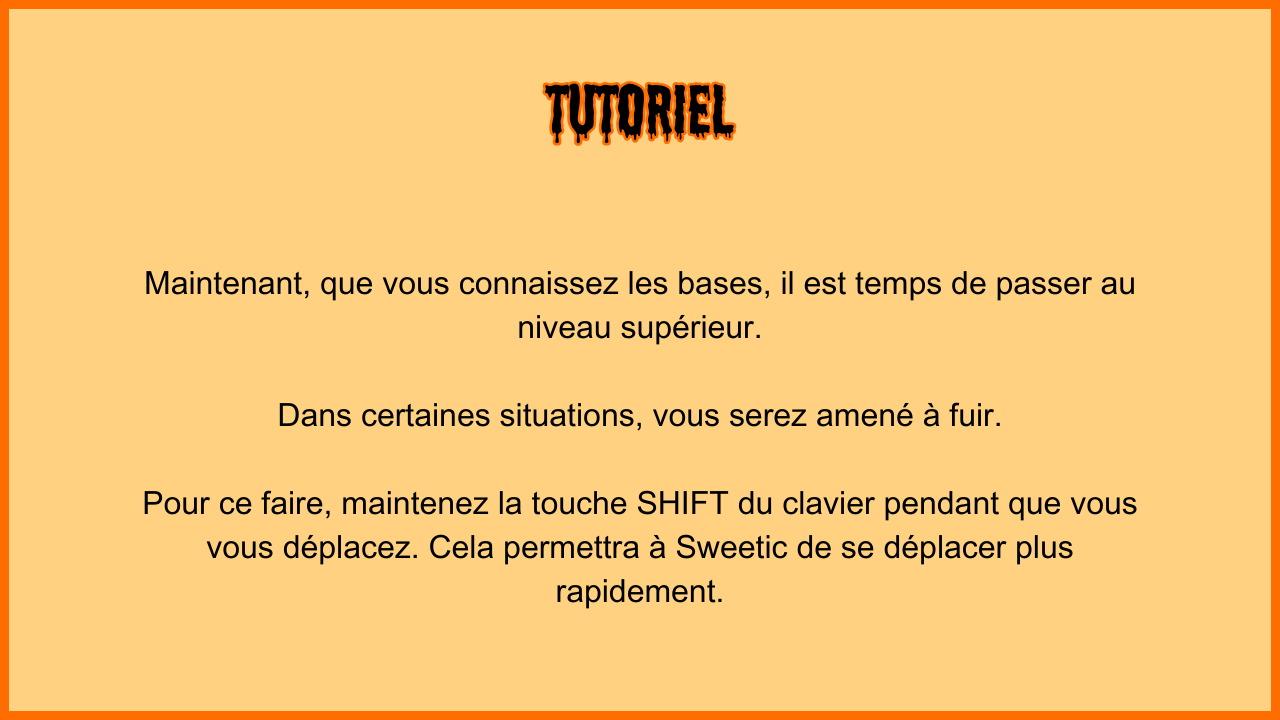 TUTORIEL
Maintenant, que vous connaissez les bases, il est temps de passer au
niveau supérieur.
Dans certaines situations, vous serez amené à fuir.
Pour ce faire, maintenez la touche SHIFT du clavier pendant que vous
vous déplacez. Cela permettra à Sweetic de se déplacer plus
rapidement.